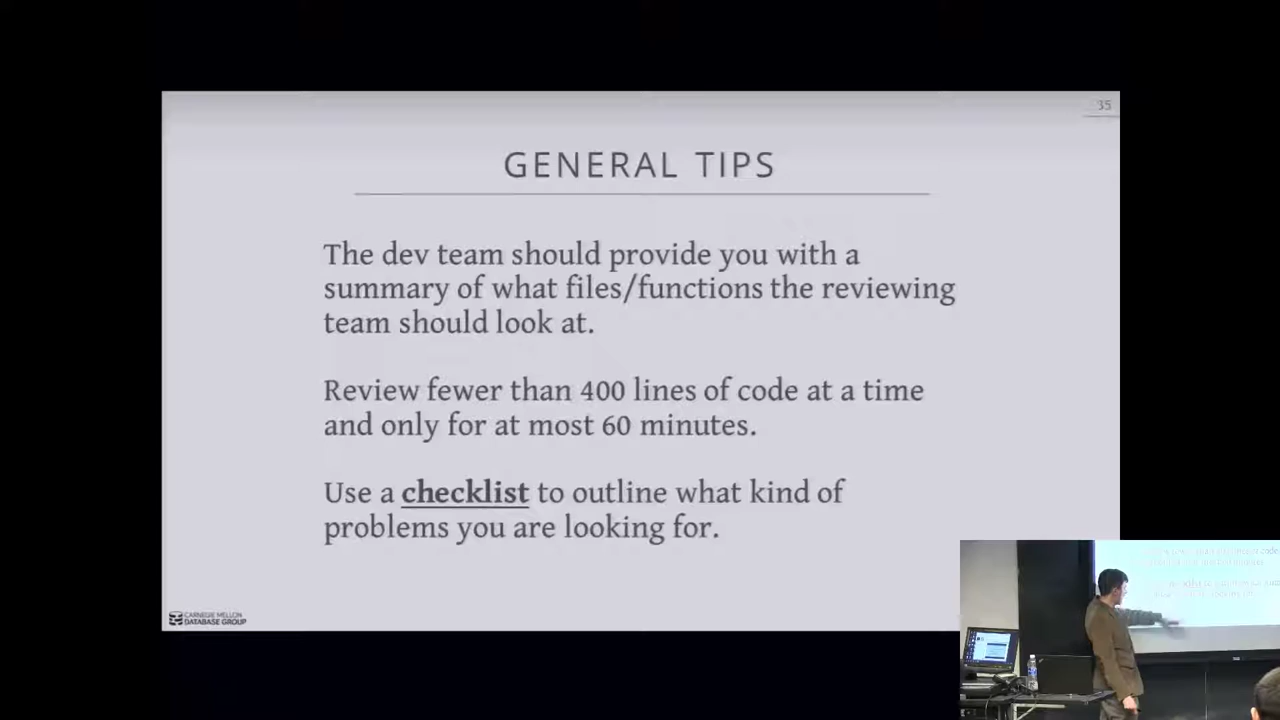 35
GENERAL TIPS
The dev team should provide you with a
summary of what files/functions the reviewing
team should look at.
Review fewer than 400 lines of code at a time
and only for at most 60 minutes.
Use a checklist to outline what kind of
problems you are looking for.
CARNEGIE MELLON
DATABASE GROUP